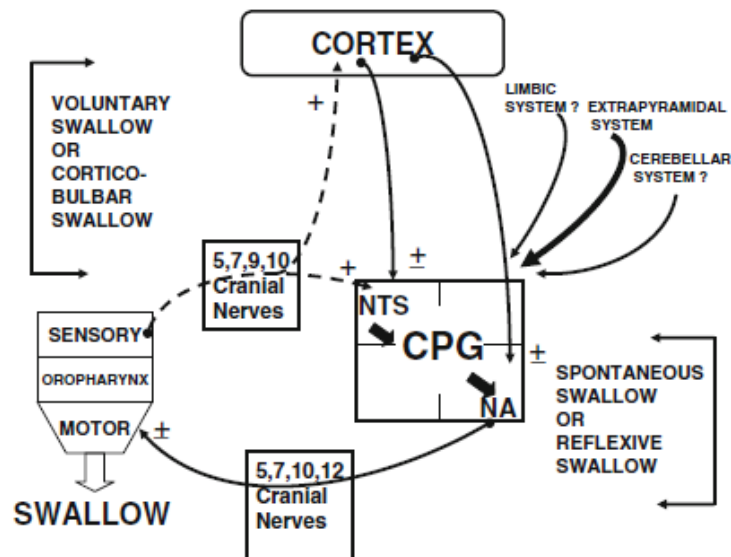 CORTEX
VOLUNTARY
SWALLOW
OR
CORTICO-
BULBAR
SWALLOW
+
LIMBIC
SYSTEM ?
EXTRAPYRAMIDAL
SYSTEM
CEREBELLAR
SYSTEM ?
5,7,9,10
Cranial
Nerves
+
±
NTS
CPG
NA
±
SENSORY
OROPHARYNX
MOTOR
±
SWALLOW
5,7,10,12
Cranial
Nerves
SPONTANEOUS
SWALLOW
OR
REFLEXIVE
SWALLOW